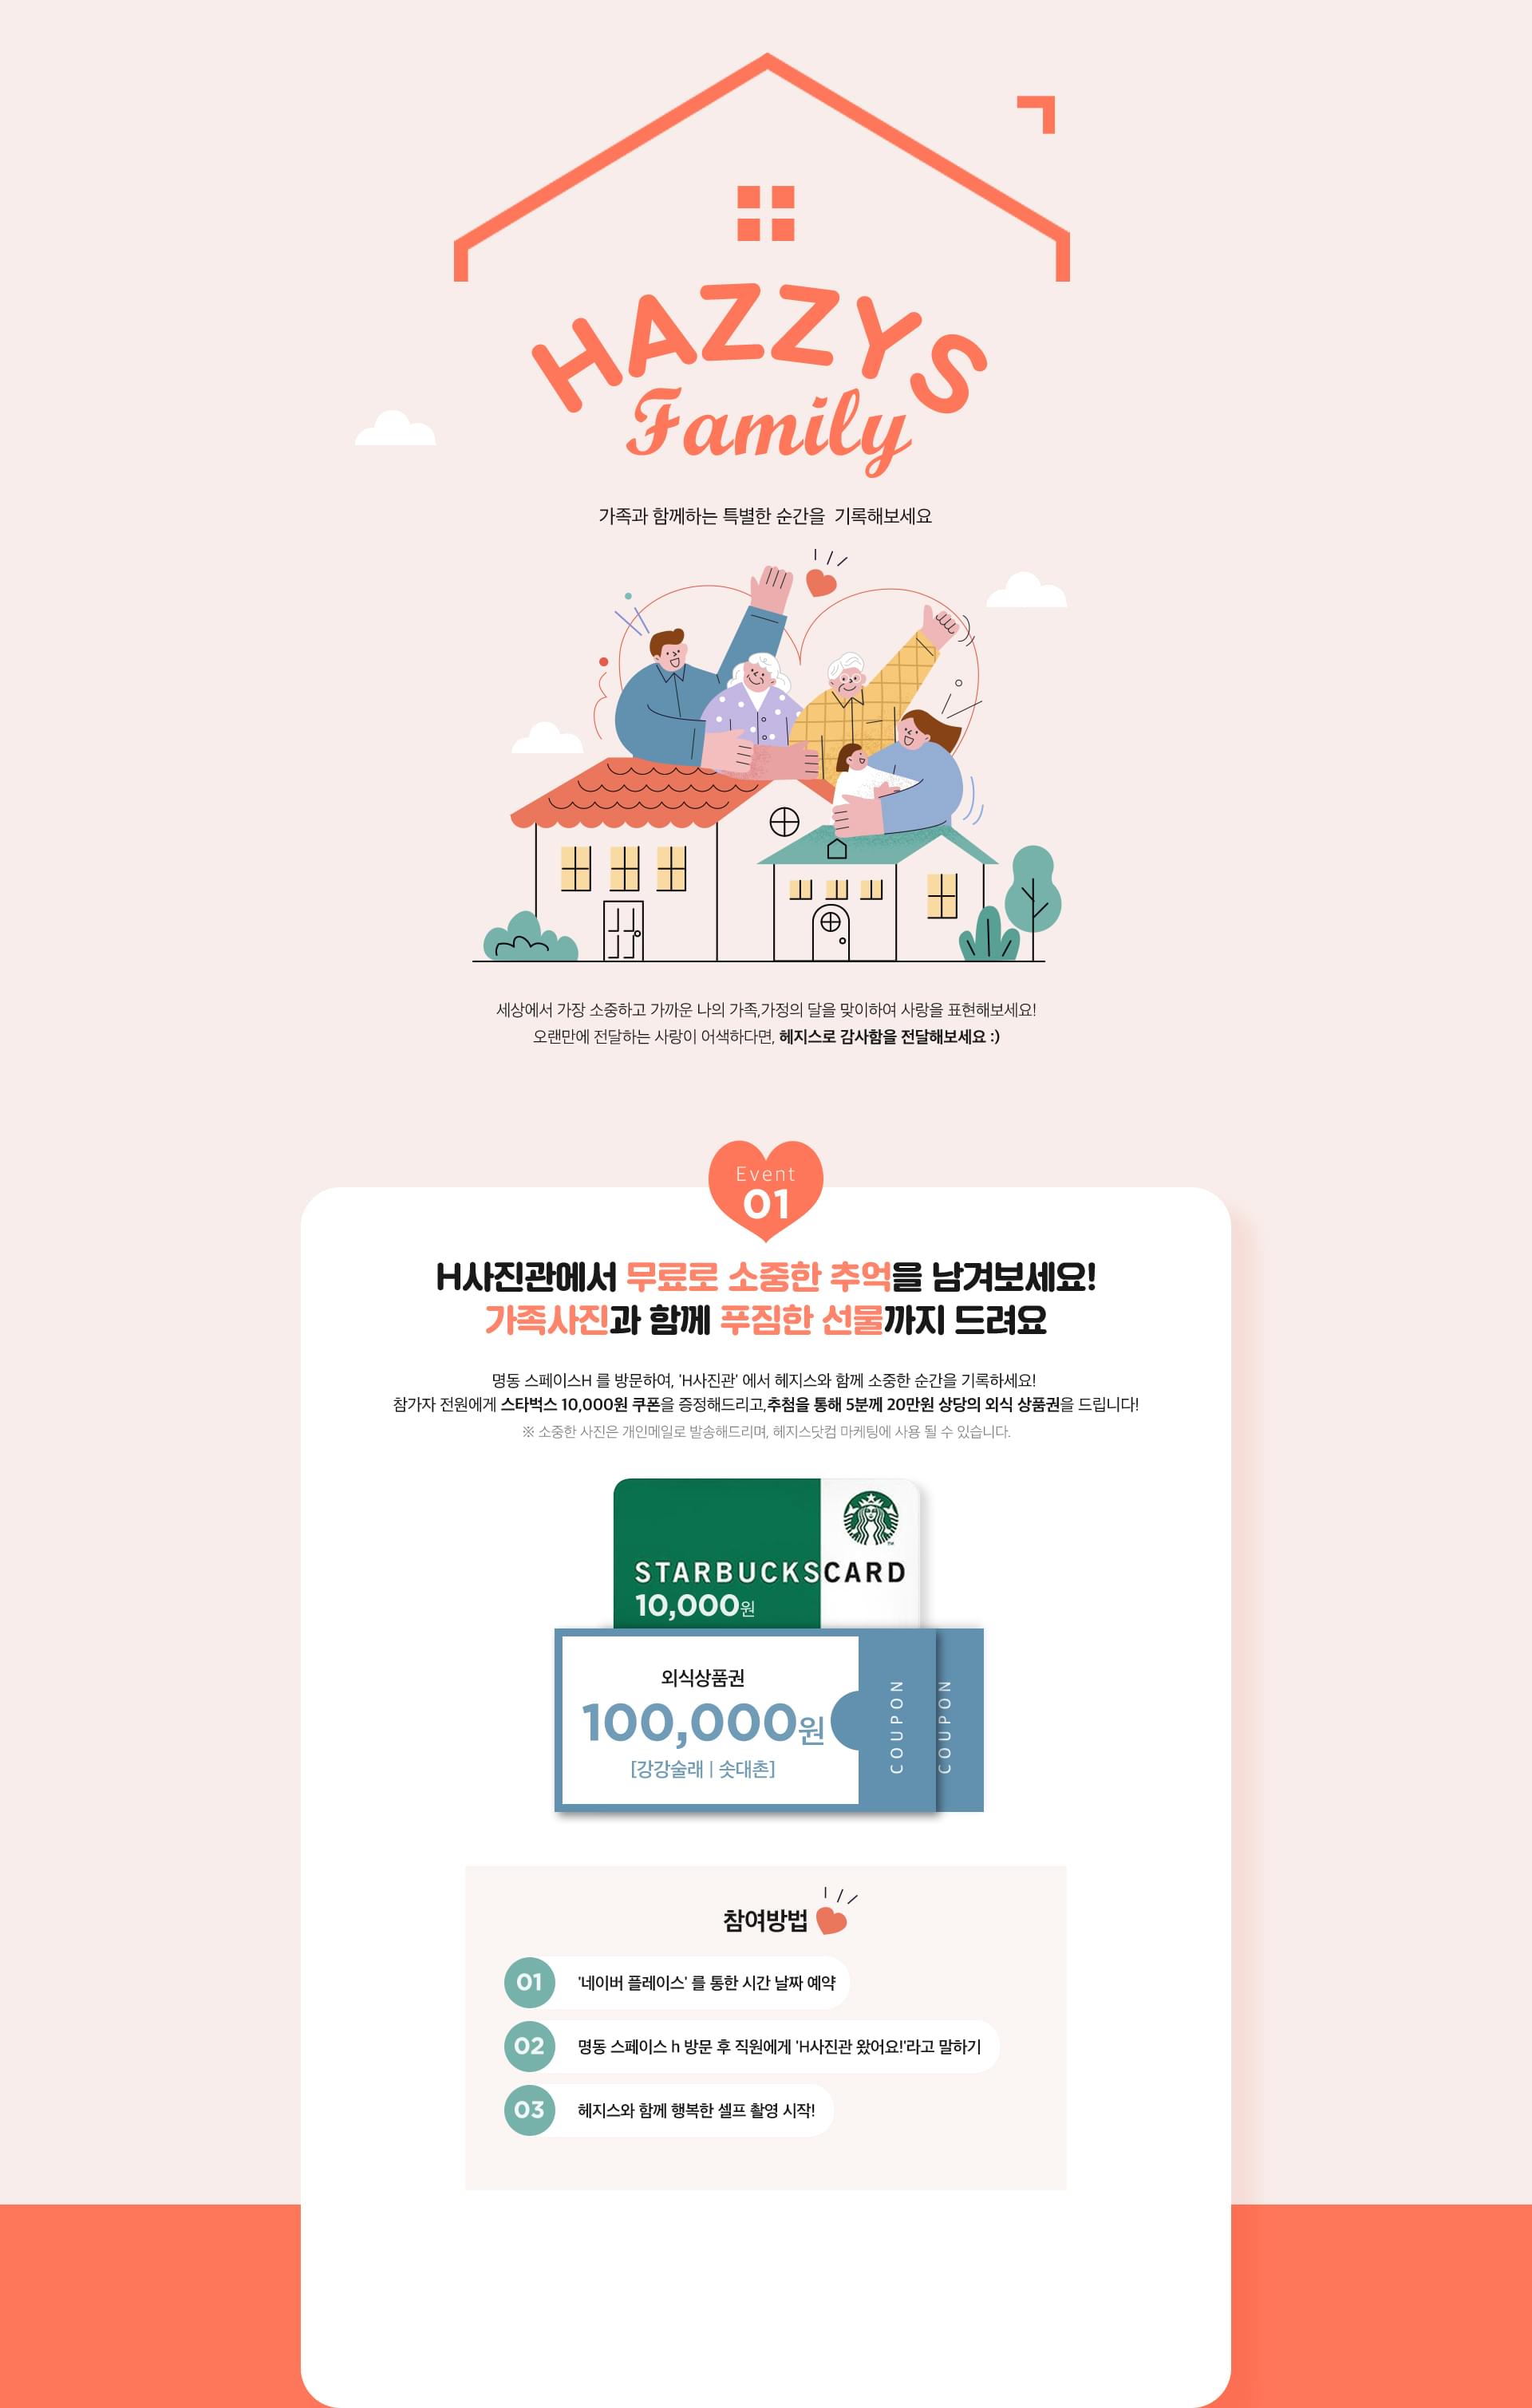 HAZZYS
Family
가족과 함께하는 특별한 순간을 기록해보세요
세상에서 가장 소중하고 가까운 나의 가족,가정의 달을 맞이하여 사랑을 표현해보세요!
오랜만에 전달하는 사랑이 어색하다면, 헤지스로 감사함을 전달해보세요 :)
Event
01
H사진관에서 무료로 소중한 추억을 남겨보세요!
가족사진과 함께 푸짐한 선물까지 드려요
명동 스페이스H 를 방문하여, 'H사진관' 에서 헤지스와 함께 소중한 순간을 기록하세요!
참가자 전원에게 스타벅스 10,000원 쿠폰을 증정해드리고,추첨을 통해 5분께 20만원 상당의 외식 상품권을 드립니다!
※ 소중한 사진은 개인메일로 발송해드리며, 헤지스닷컴 마케팅에 사용 될 수 있습니다.
STARBUCKSCARD
10,000원
외식상품권
100,000원
[강강술래 | 솟대촌]
COUPON
COUPON
참여방법
01 '네이버 플레이스' 를 통한 시간 날짜 예약
02 명동 스페이스 h 방문 후 직원에게 'H사진관 왔어요!'라고 말하기
03 헤지스와 함께 행복한 셀프 촬영 시작!